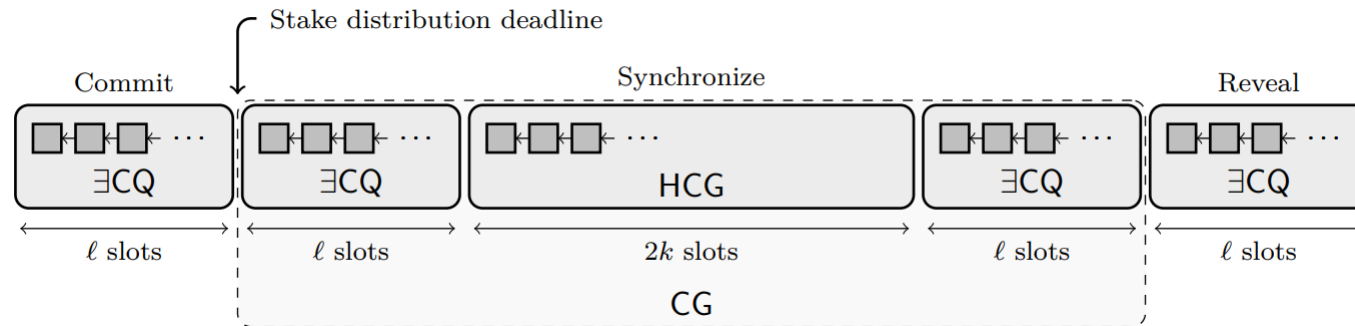 Stake distribution deadline
Commit
Synchronize
Reveal
···
···
···
···
···
∃CQ
∃CQ
HCG
∃CQ
∃CQ
ℓ slots
ℓ slots
2k slots
ℓ slots
ℓ slots
CG